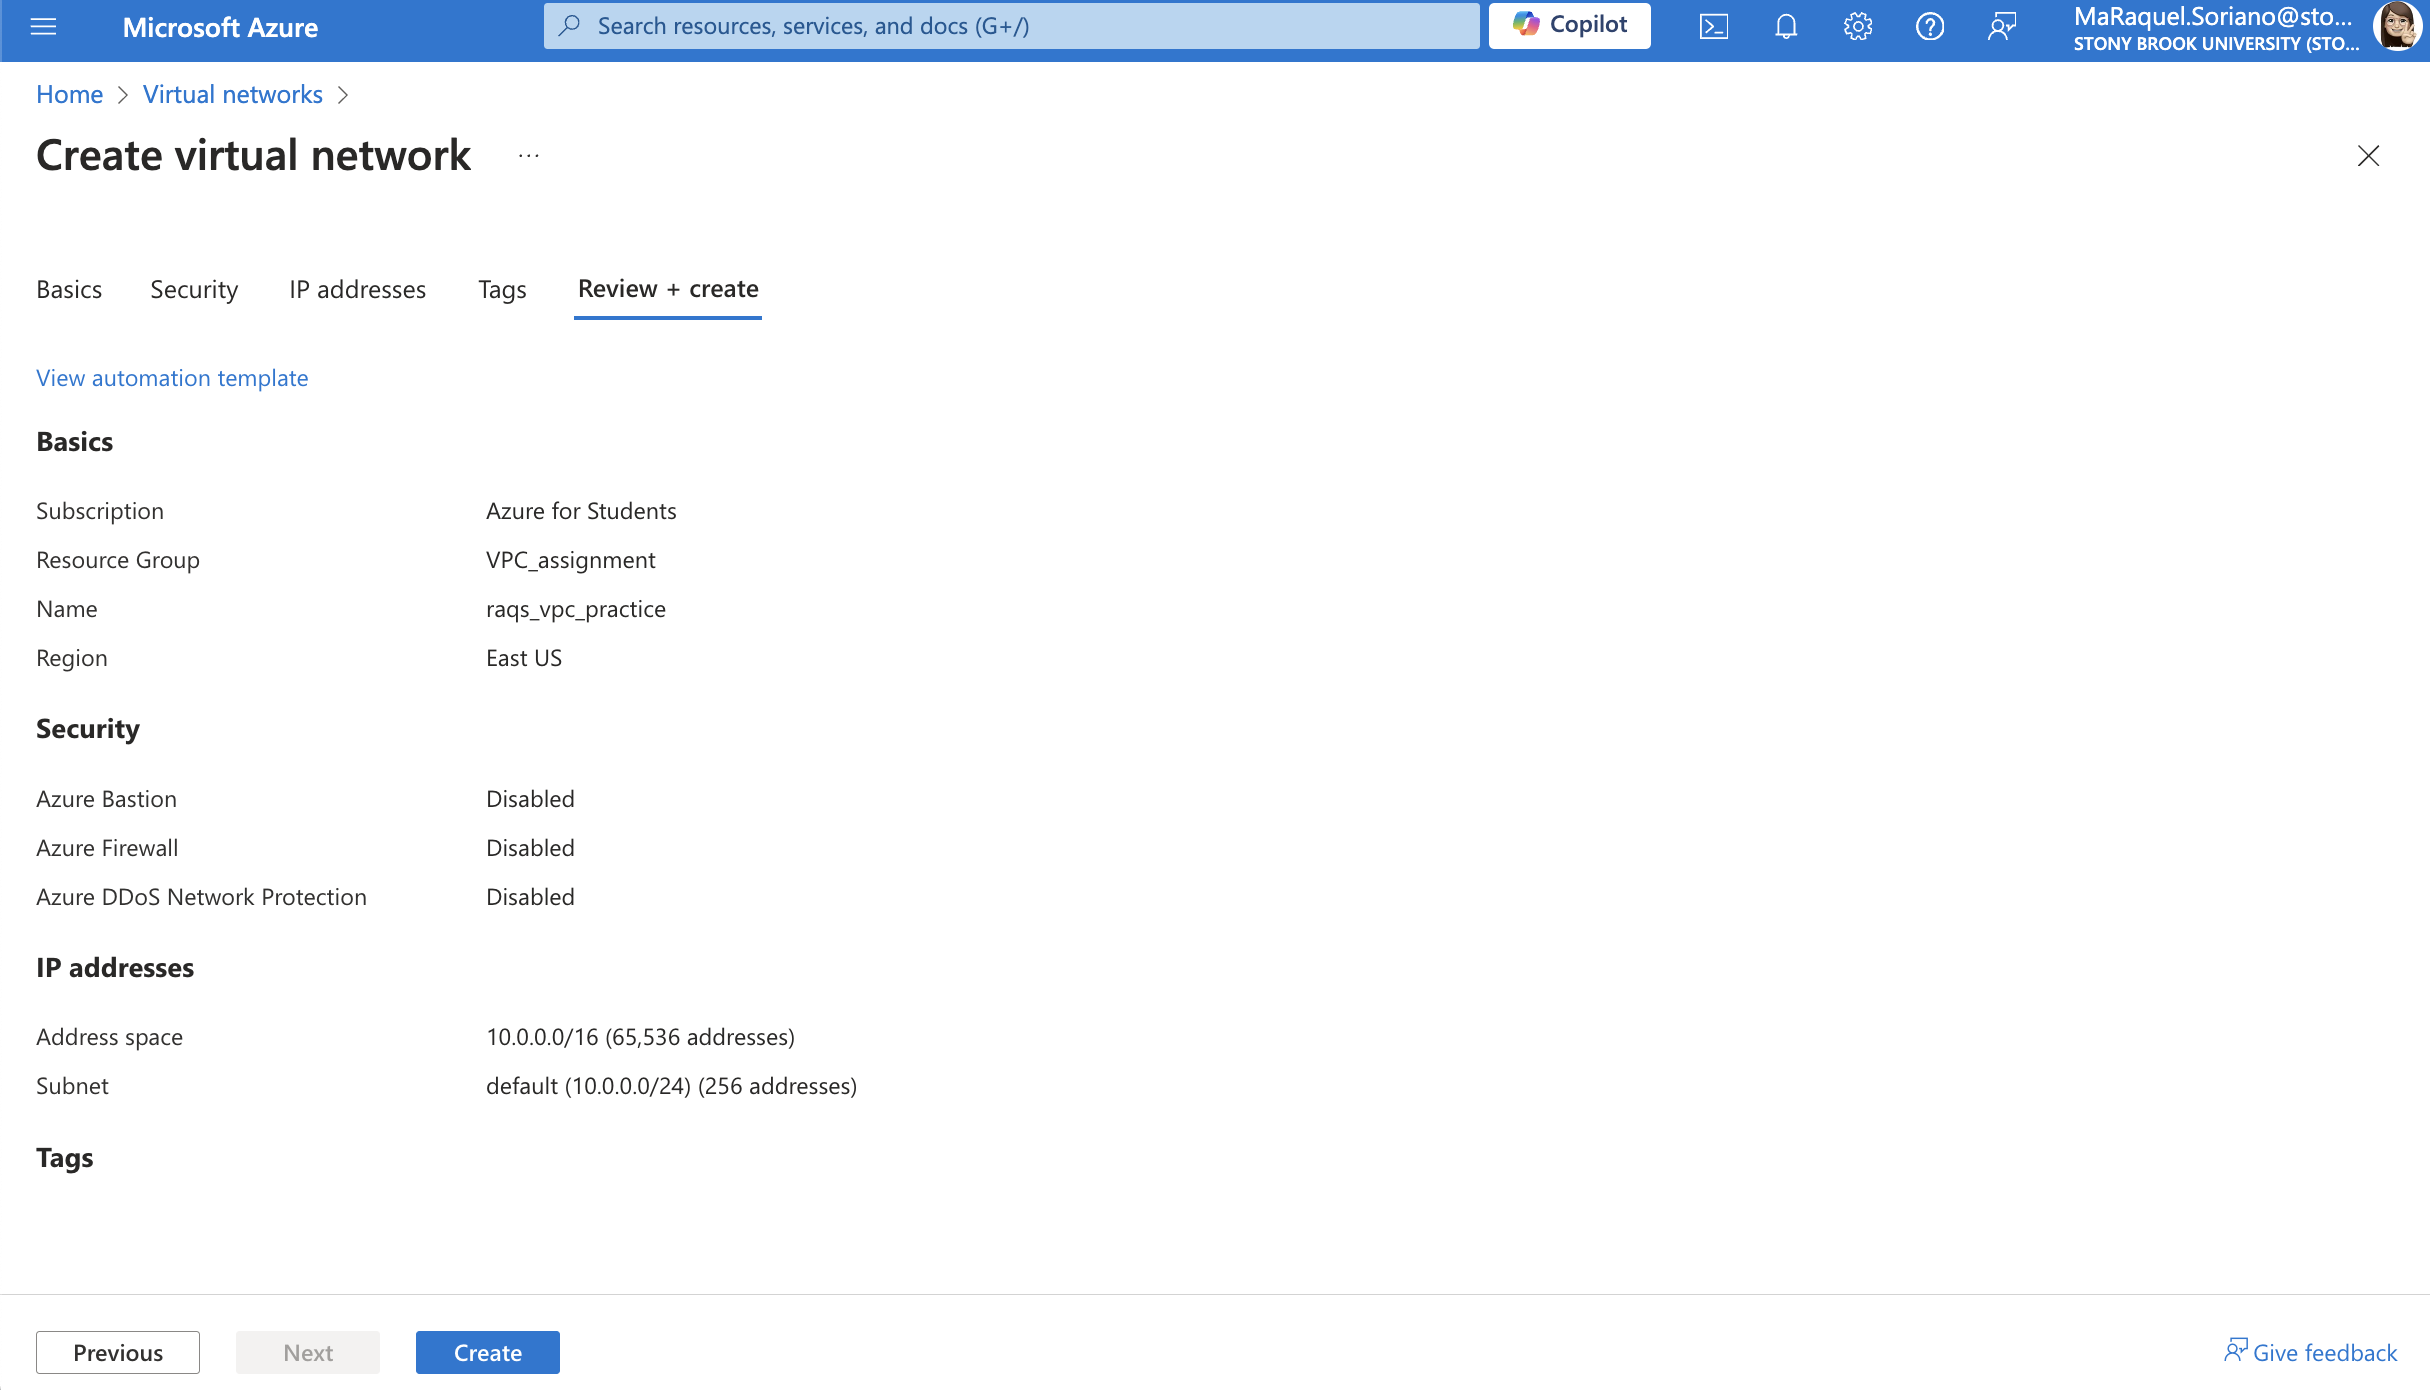 Microsoft Azure
Search resources, services, and docs (G+/)
Copilot
MaRaquel.Soriano@sto...
STONY BROOK UNIVERSITY (STO...
Home > Virtual networks >
Create virtual network ...
Basics Security IP addresses Tags Review + create
View automation template
Basics
Subscription Azure for Students
Resource Group VPC_assignment
Name raqs_vpc_practice
Region East US
Security
Azure Bastion Disabled
Azure Firewall Disabled
Azure DDoS Network Protection Disabled
IP addresses
Address space 10.0.0.0/16 (65,536 addresses)
Subnet default (10.0.0.0/24) (256 addresses)
Tags
Previous Next Create Give feedback